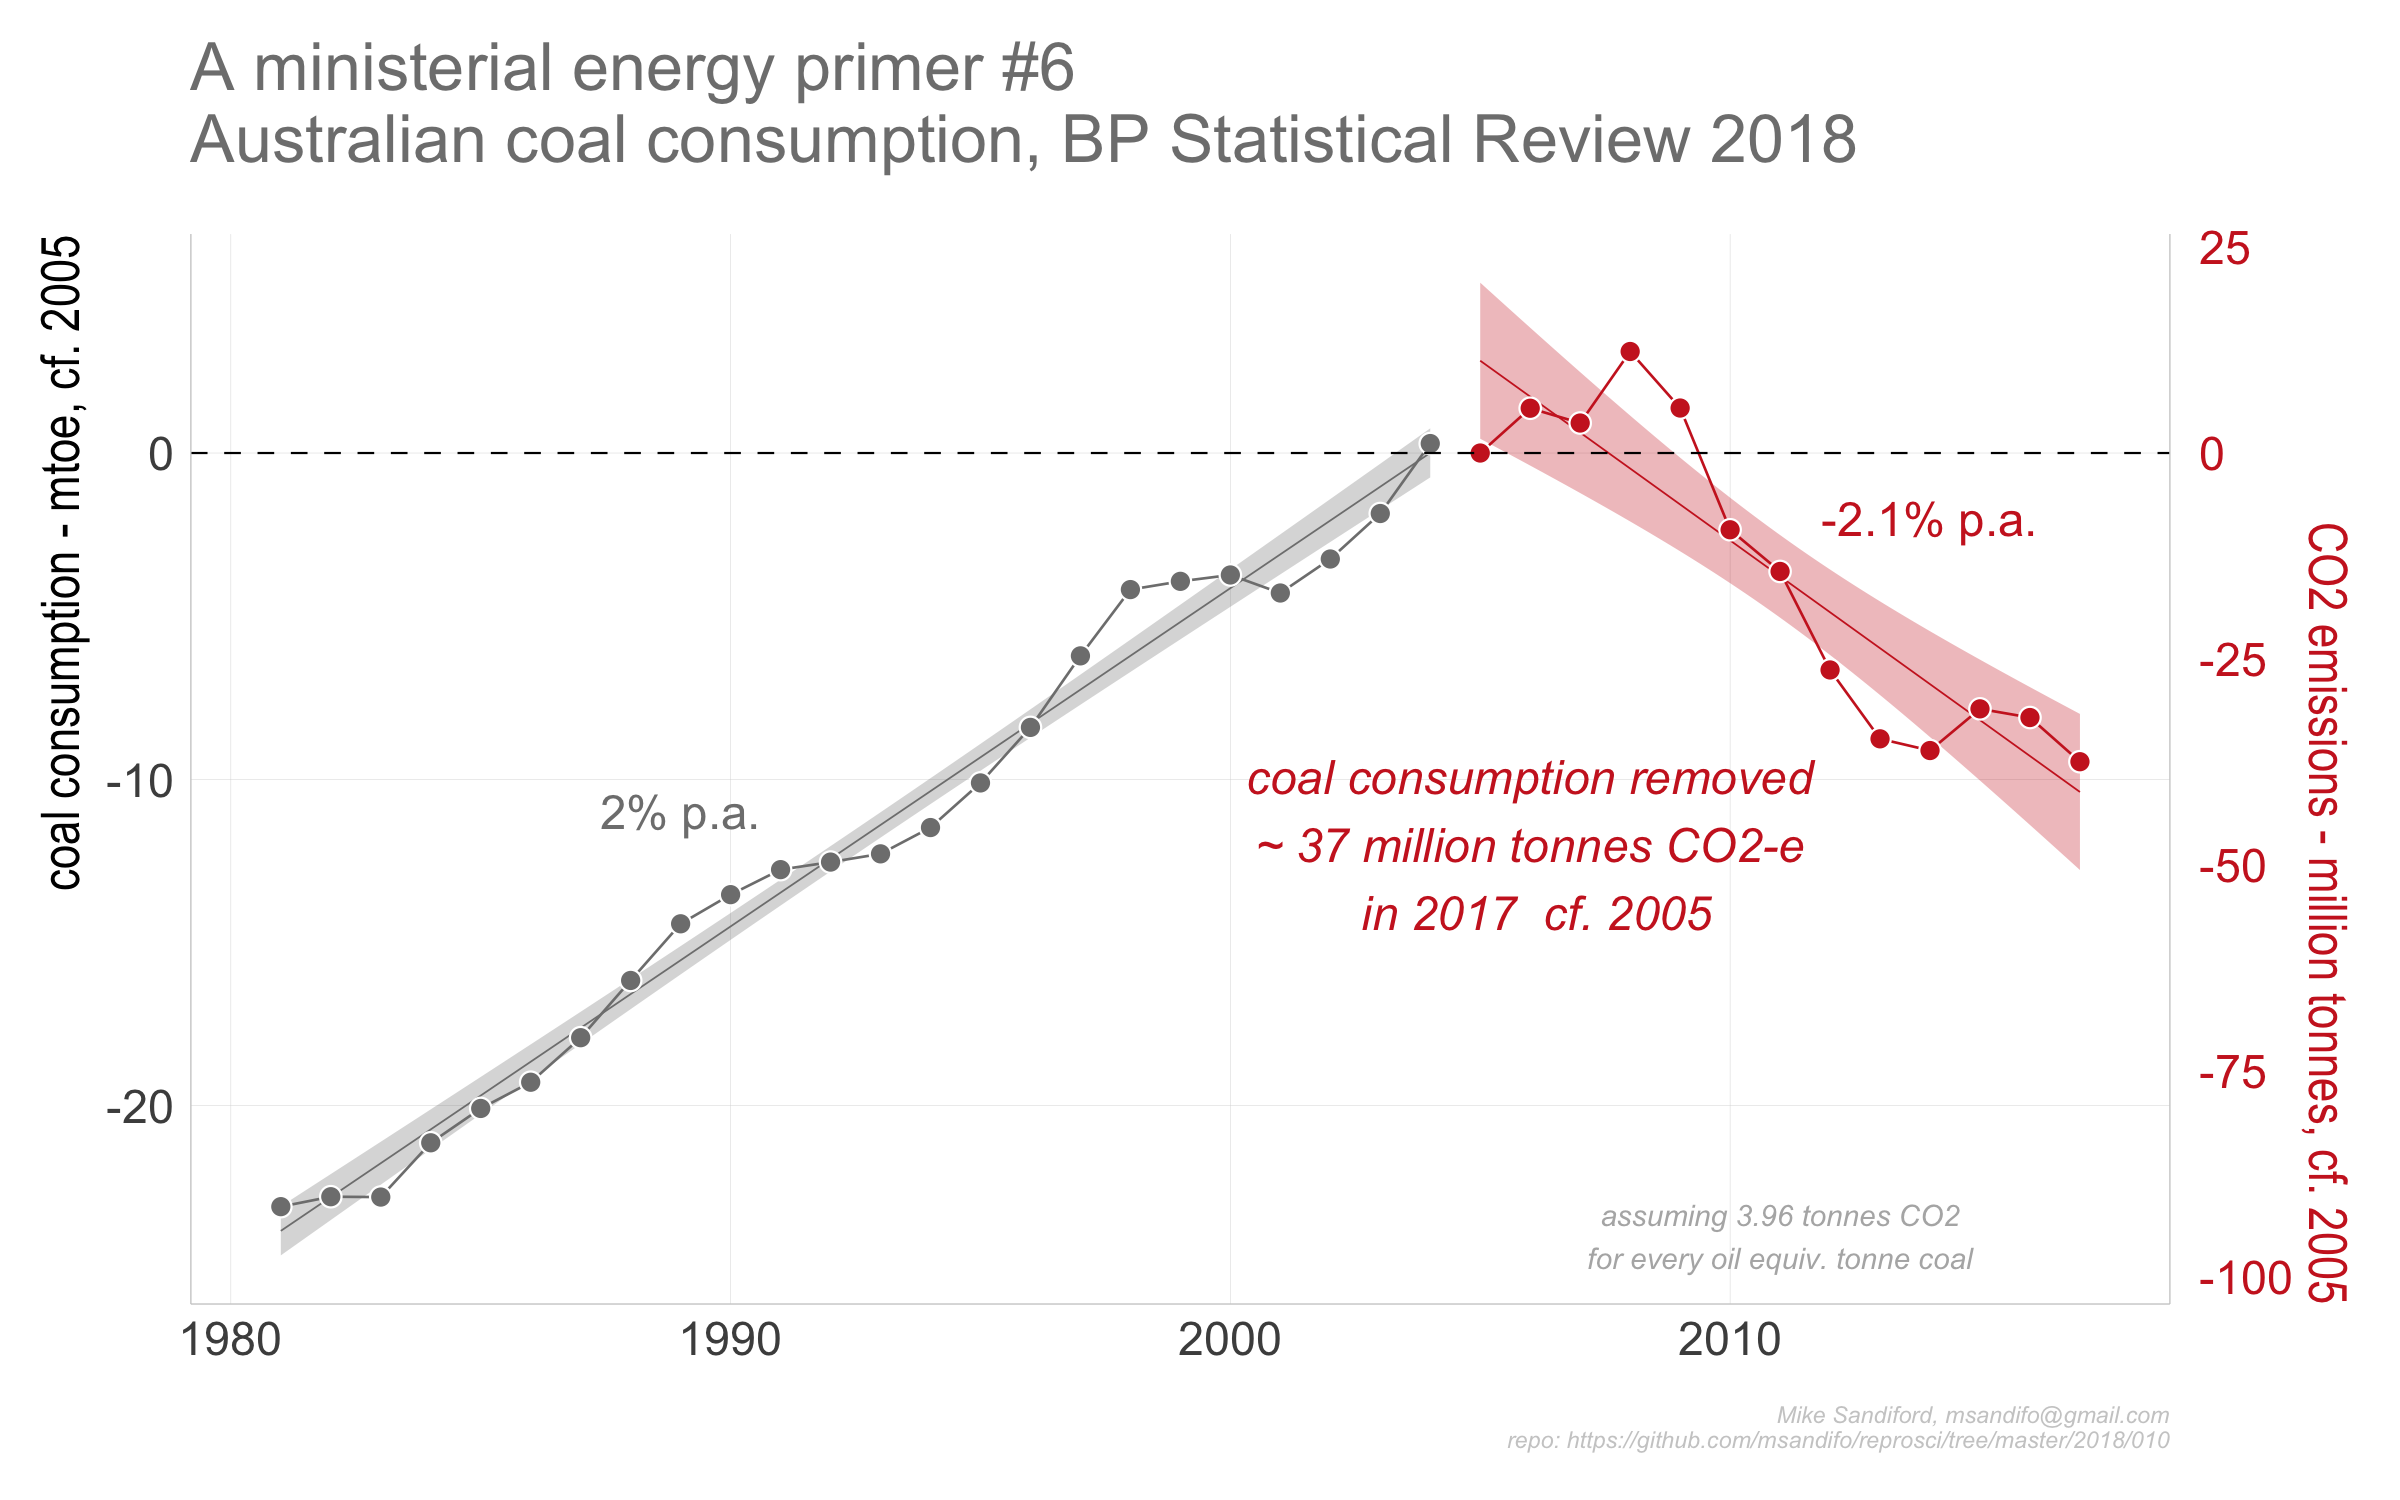 A ministerial energy primer #6
Australian coal consumption, BP Statistical Review 2018
coal consumption - mtoe, cf. 2005
0
-10
-20
2% p.a.
-2.1% p.a.
coal consumption removed
~ 37 million tonnes CO2-e
in 2017  cf. 2005
assuming 3.96 tonnes CO2
for every oil equiv. tonne coal
25
0
-25
-50
-75
-100
CO2 emissions - million tonnes, cf. 2005
1980
1990
2000
2010
Mike Sandiford, msandifo@gmail.com
repo: https://github.com/msandifo/reprosci/tree/master/2018/010